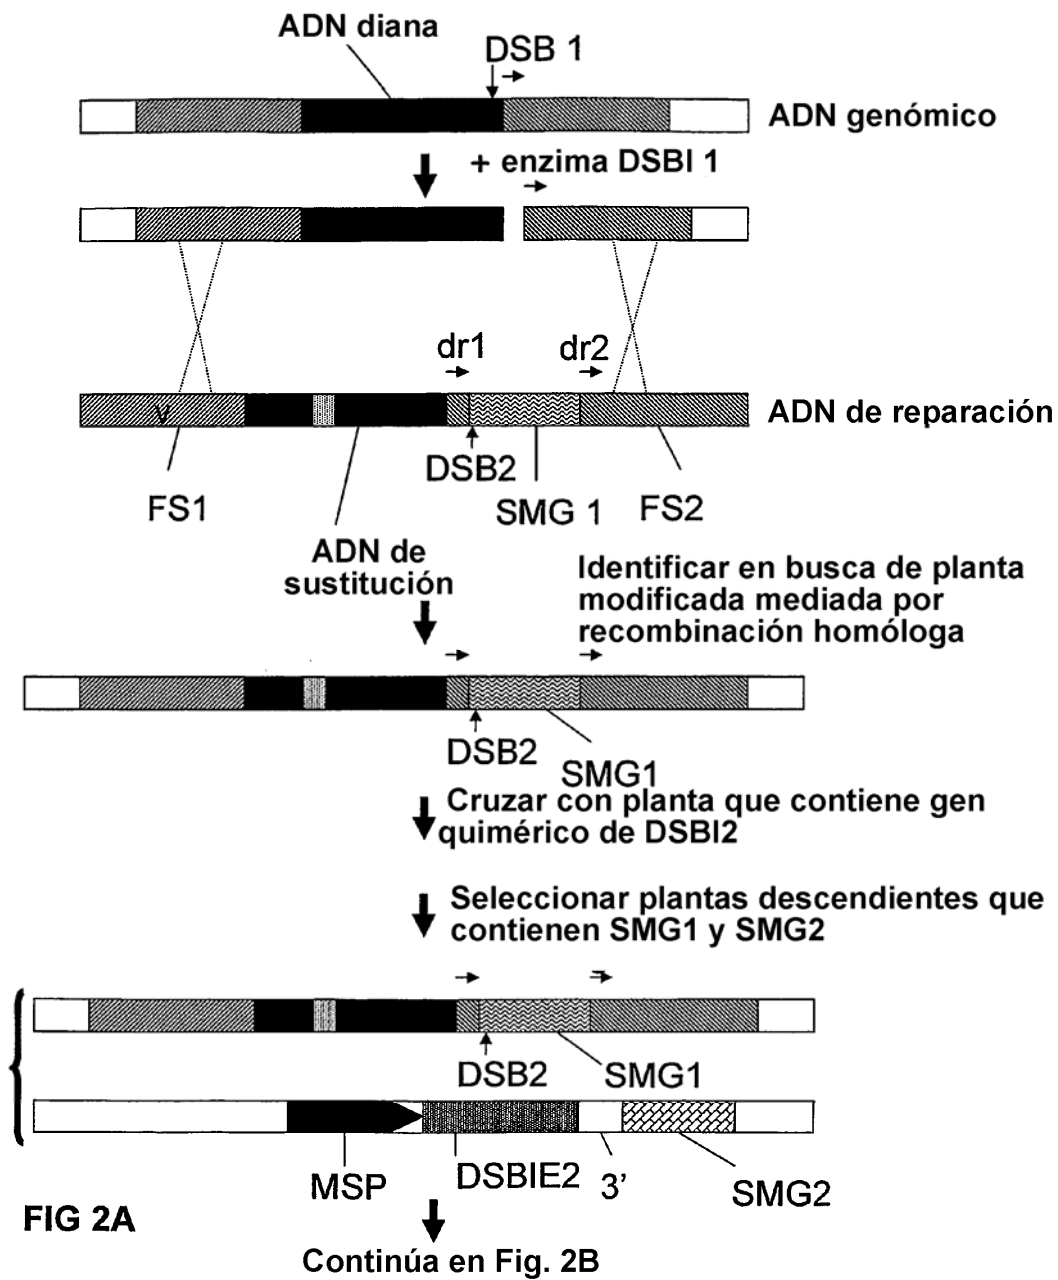 ADN diana
DSB 1
ADN genómico
+ enzima DSBI 1
dr1
dr2
V
ADN de reparación
DSB2
FS1
SMG 1
FS2
ADN de
sustitución
Identificar en busca de planta
modificada mediada por
recombinación homóloga
DSB2
SMG1
Cruzar con planta que contiene gen
quimérico de DSBI2
Seleccionar plantas descendientes que
contienen SMG1 y SMG2
DSB2
SMG1
MSP
DSBIE2
3'
SMG2
FIG 2A
Continúa en Fig. 2B